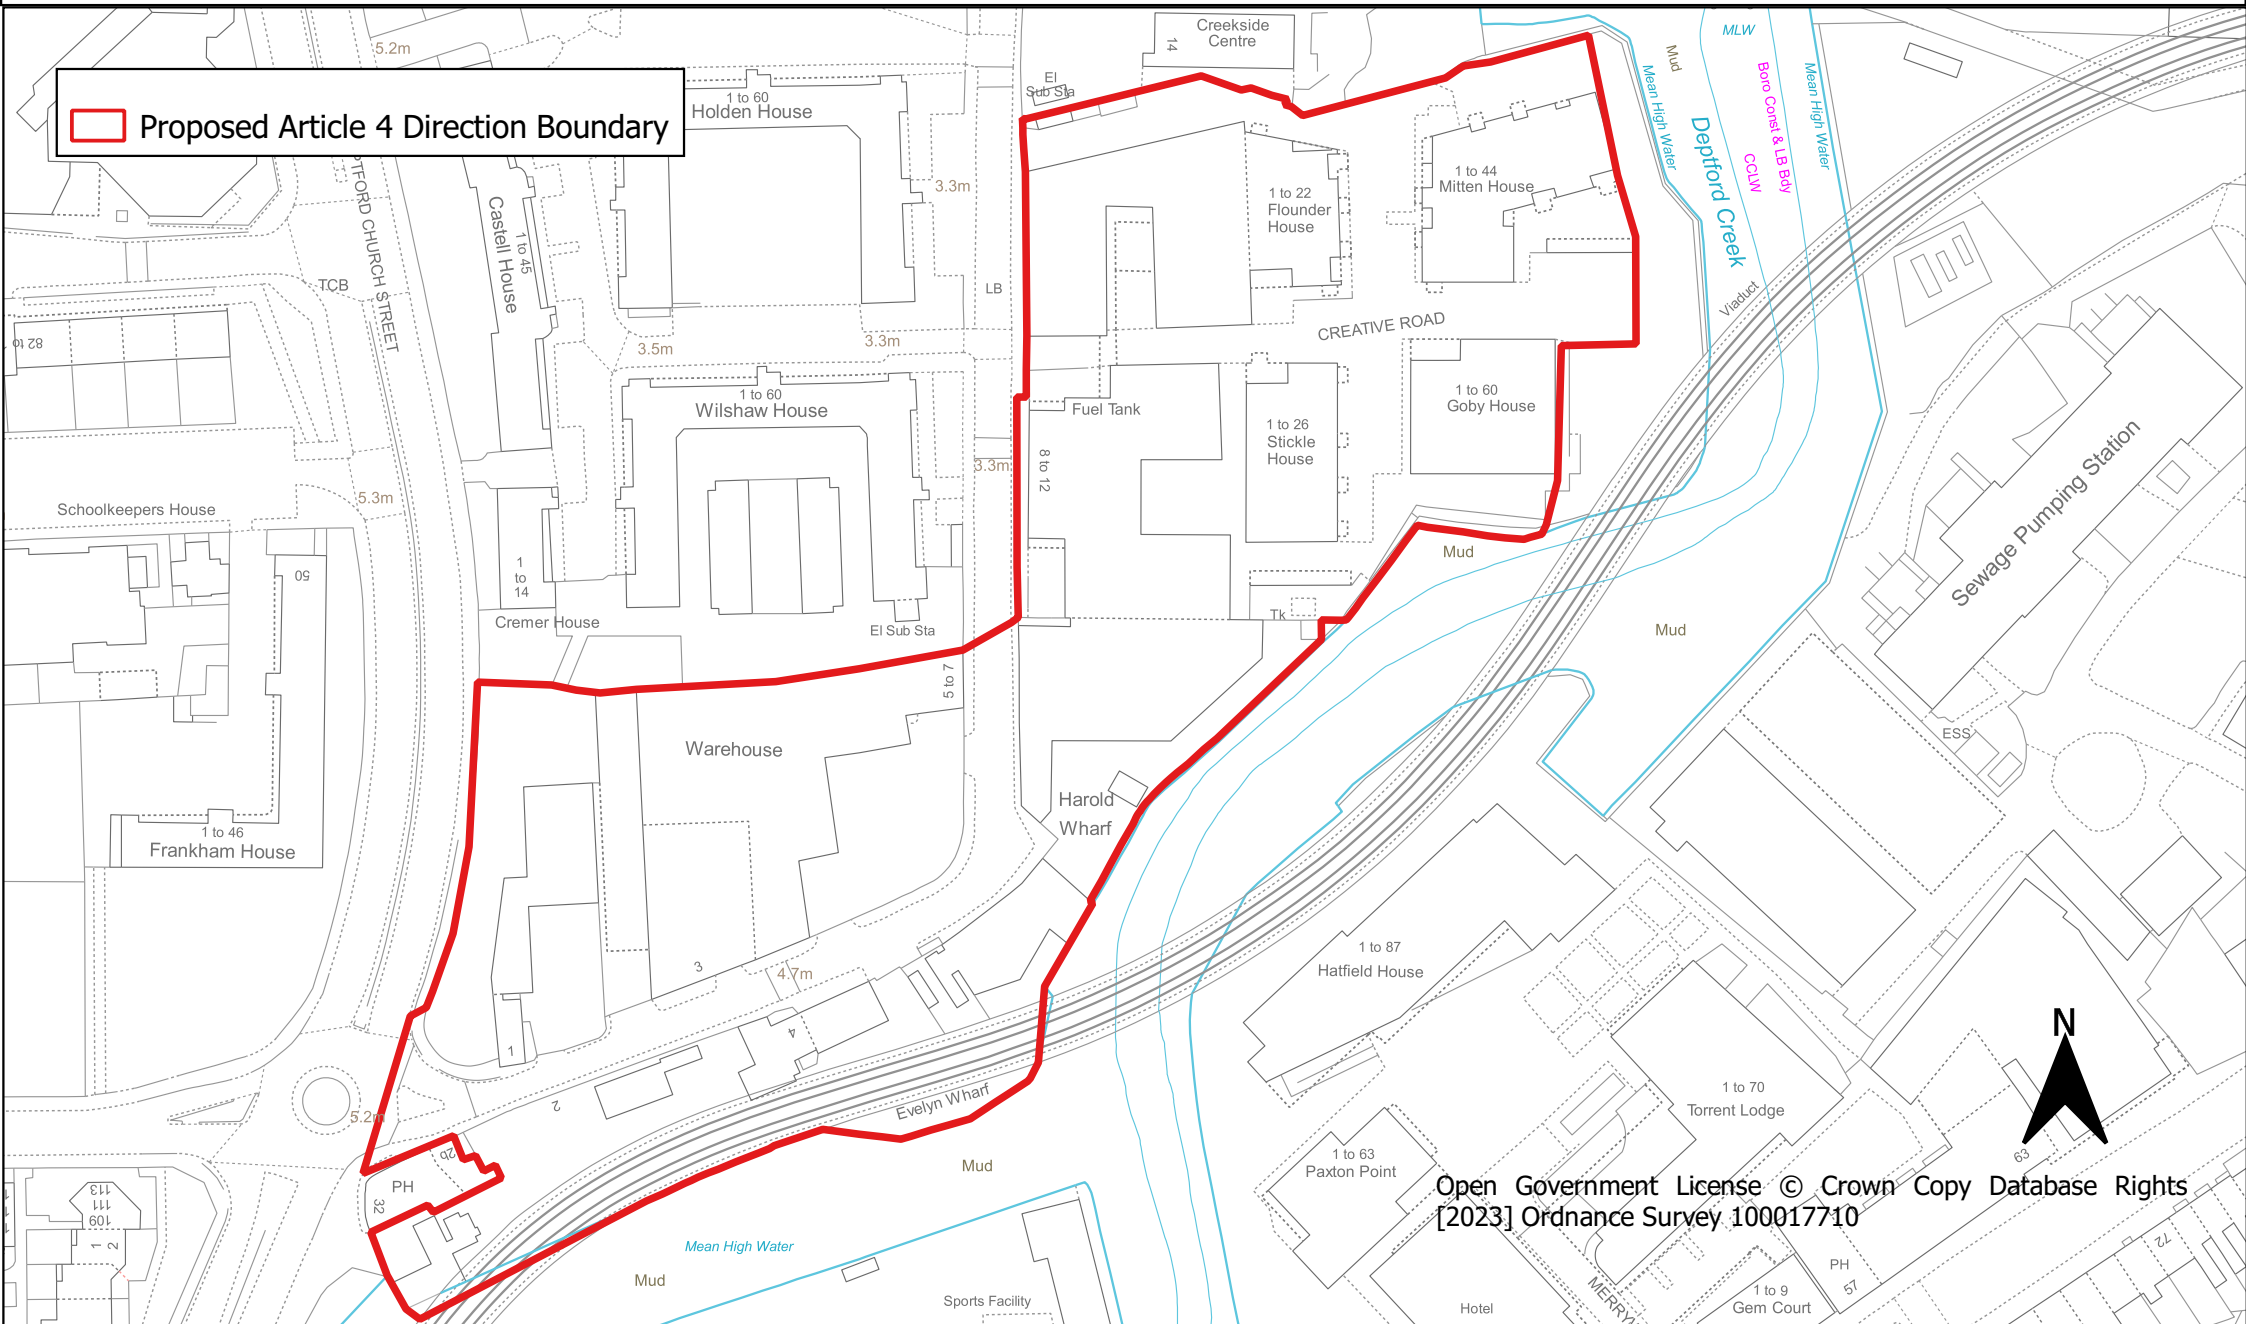 Proposed Article 4 Direction Boundary
5.2m
Creekside
Centre
14
El
Sub Sta
1 to 60
Holden House
MLW
Mud
Mean High Water
Boro Const & LB Bdy
CCLW
Mean High Water
Deptford Creek
TFORD CHURCH STREET
Castell House
1 to 45
3.3m
1 to 22
Flounder
House
1 to 44
Mitten House
TCB
LB
Viaduct
CREATIVE ROAD
82 to
3.5m
3.3m
1 to 60
Wilshaw House
Fuel Tank
1 to 60
Goby House
1 to 26
Stickle
House
3.3m
8 to 12
5.3m
Schoolkeepers House
Sewage Pumping Station
50
1
to
14
Cremer House
El Sub Sta
Mud
Tk
Mud
5 to 7
Warehouse
ESS
Harold
Wharf
1 to 46
Frankham House
3
4.7m
1 to 87
Hatfield House
4
1
2
Evelyn Wharf
5.2m
1 to 70
Torrent Lodge
N
2b
PH
32
Mud
1 to 63
Paxton Point
63
113
111
109
1
2
Open Government License © Crown Copy Database Rights
[2023] Ordnance Survey 100017710
Mean High Water
Mud
Sports Facility
Hotel
MERRY
1 to 9
Gem Court
PH
57
72